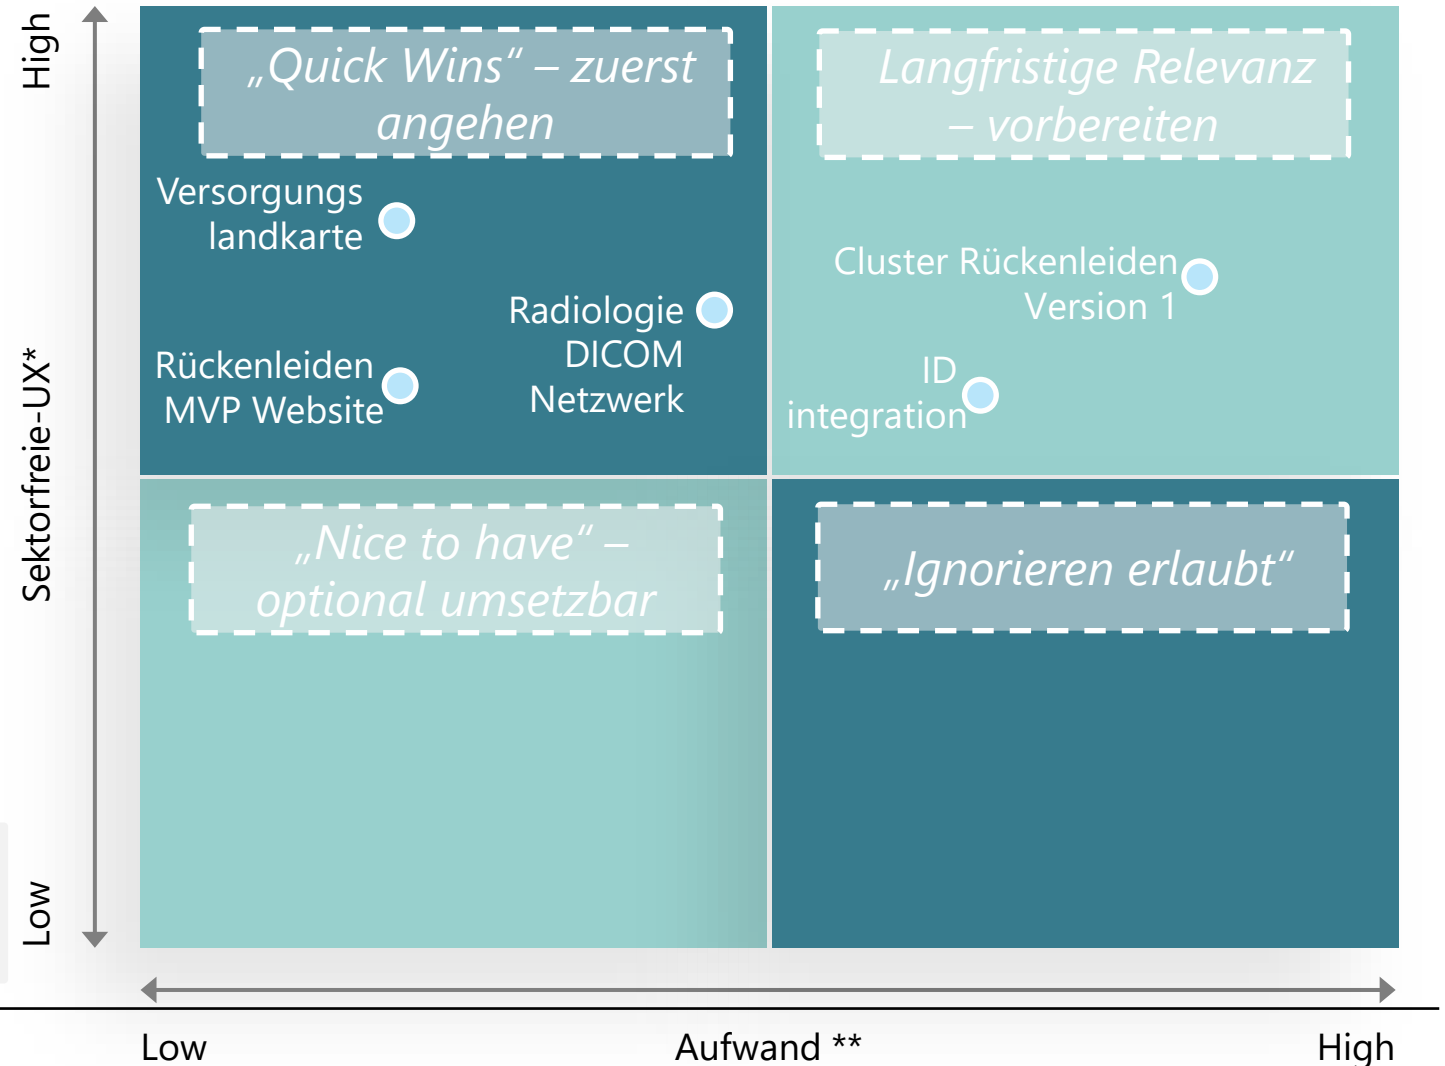 High
Sektorfreie-UX*
Low
„Quick Wins“ – zuerst
angehen
Versorgungs
landkarte
Radiologie
DICOM
Netzwerk
Rückenleiden
MVP Website
Langfristige Relevanz
– vorbereiten
Cluster Rückenleiden
Version 1
ID
integration
„Nice to have“ –
optional umsetzbar
„Ignorieren erlaubt“
Low
Aufwand **
High